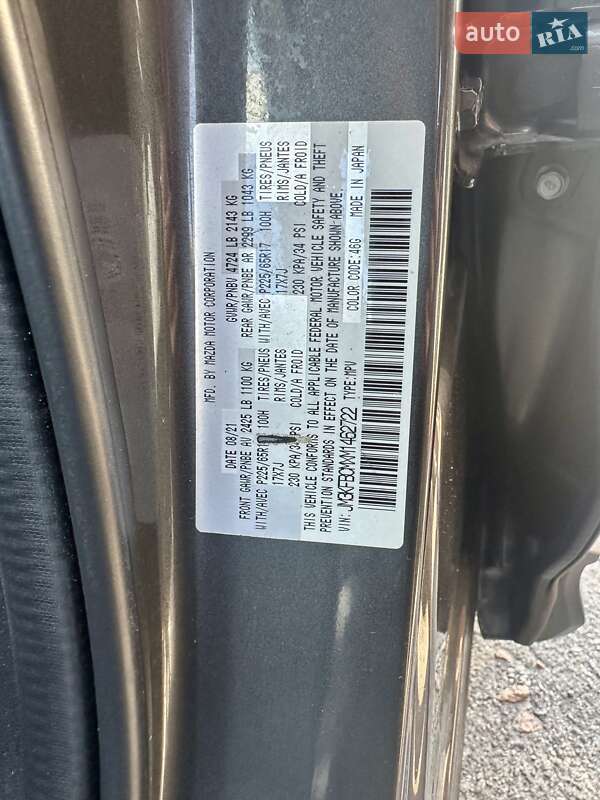 auto RIA .com
MFD. BY MAZDA MOTOR CORPORATION
DATE 08/21 GVWR/PNBV 4724 LB 2143 KG
FRONT GAWR/PNBE AV 2425 LB 1100 KG REAR GAWR/PNBE AR 2299 LB 1043 KG
WITH/AVEC P225/65R17 100H TIRES/PNEUS WITH/AVEC P225/65R17 100H TIRES/PNEUS
17X7J RIMS/JANTES 17X7J RIMS/JANTES
230 KPA/34 PSI COLD/A FROID 230 KPA/34 PSI COLD/A FROID
THIS VEHICLE CONFORMS TO ALL APPLICABLE FEDERAL MOTOR VEHICLE SAFETY AND THEFT
PREVENTION STANDARDS IN EFFECT ON THE DATE OF MANUFACTURE SHOWN ABOVE.
VIN: TYPE:MPV COLOR CODE:46G MADE IN JAPAN